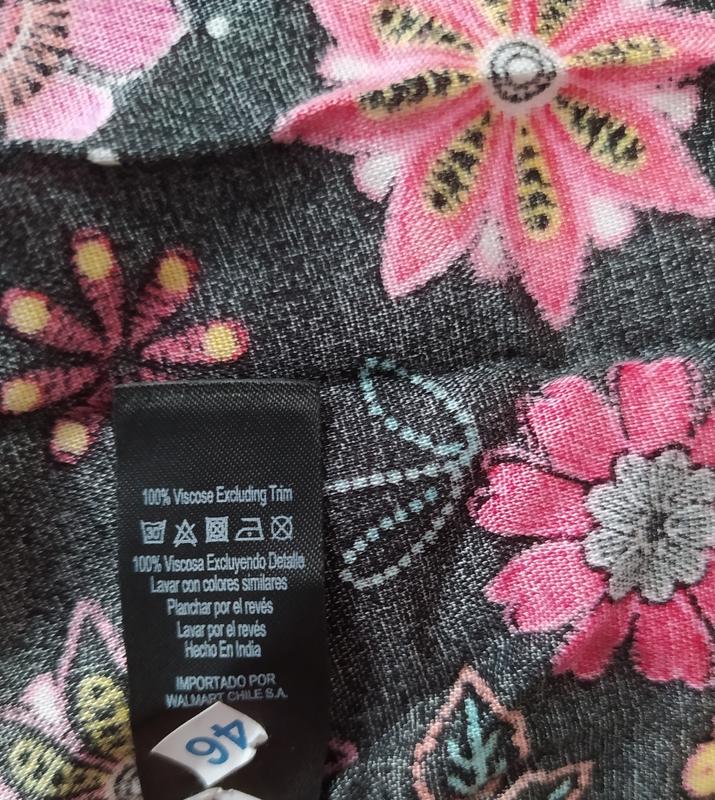 100% Viscose Excluding Trim
30
100% Viscosa Excluyendo Detalle
Lavar con colores similares
Planchar por el revés
Lavar por el revés
Hecho En India
IMPORTADO POR
WALMART CHILE S.A.
46